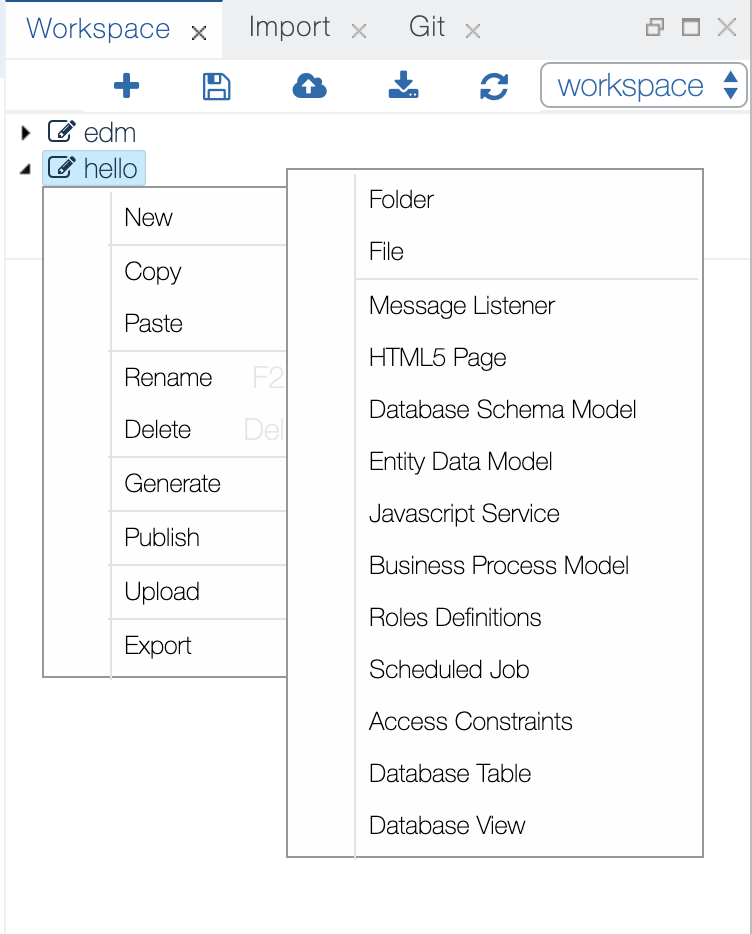 Workspace Import Git
workspace
edm
hello
New
Copy
Paste
Rename F2
Delete Del
Generate
Publish
Upload
Export
Folder
File
Message Listener
HTML5 Page
Database Schema Model
Entity Data Model
Javascript Service
Business Process Model
Roles Definitions
Scheduled Job
Access Constraints
Database Table
Database View